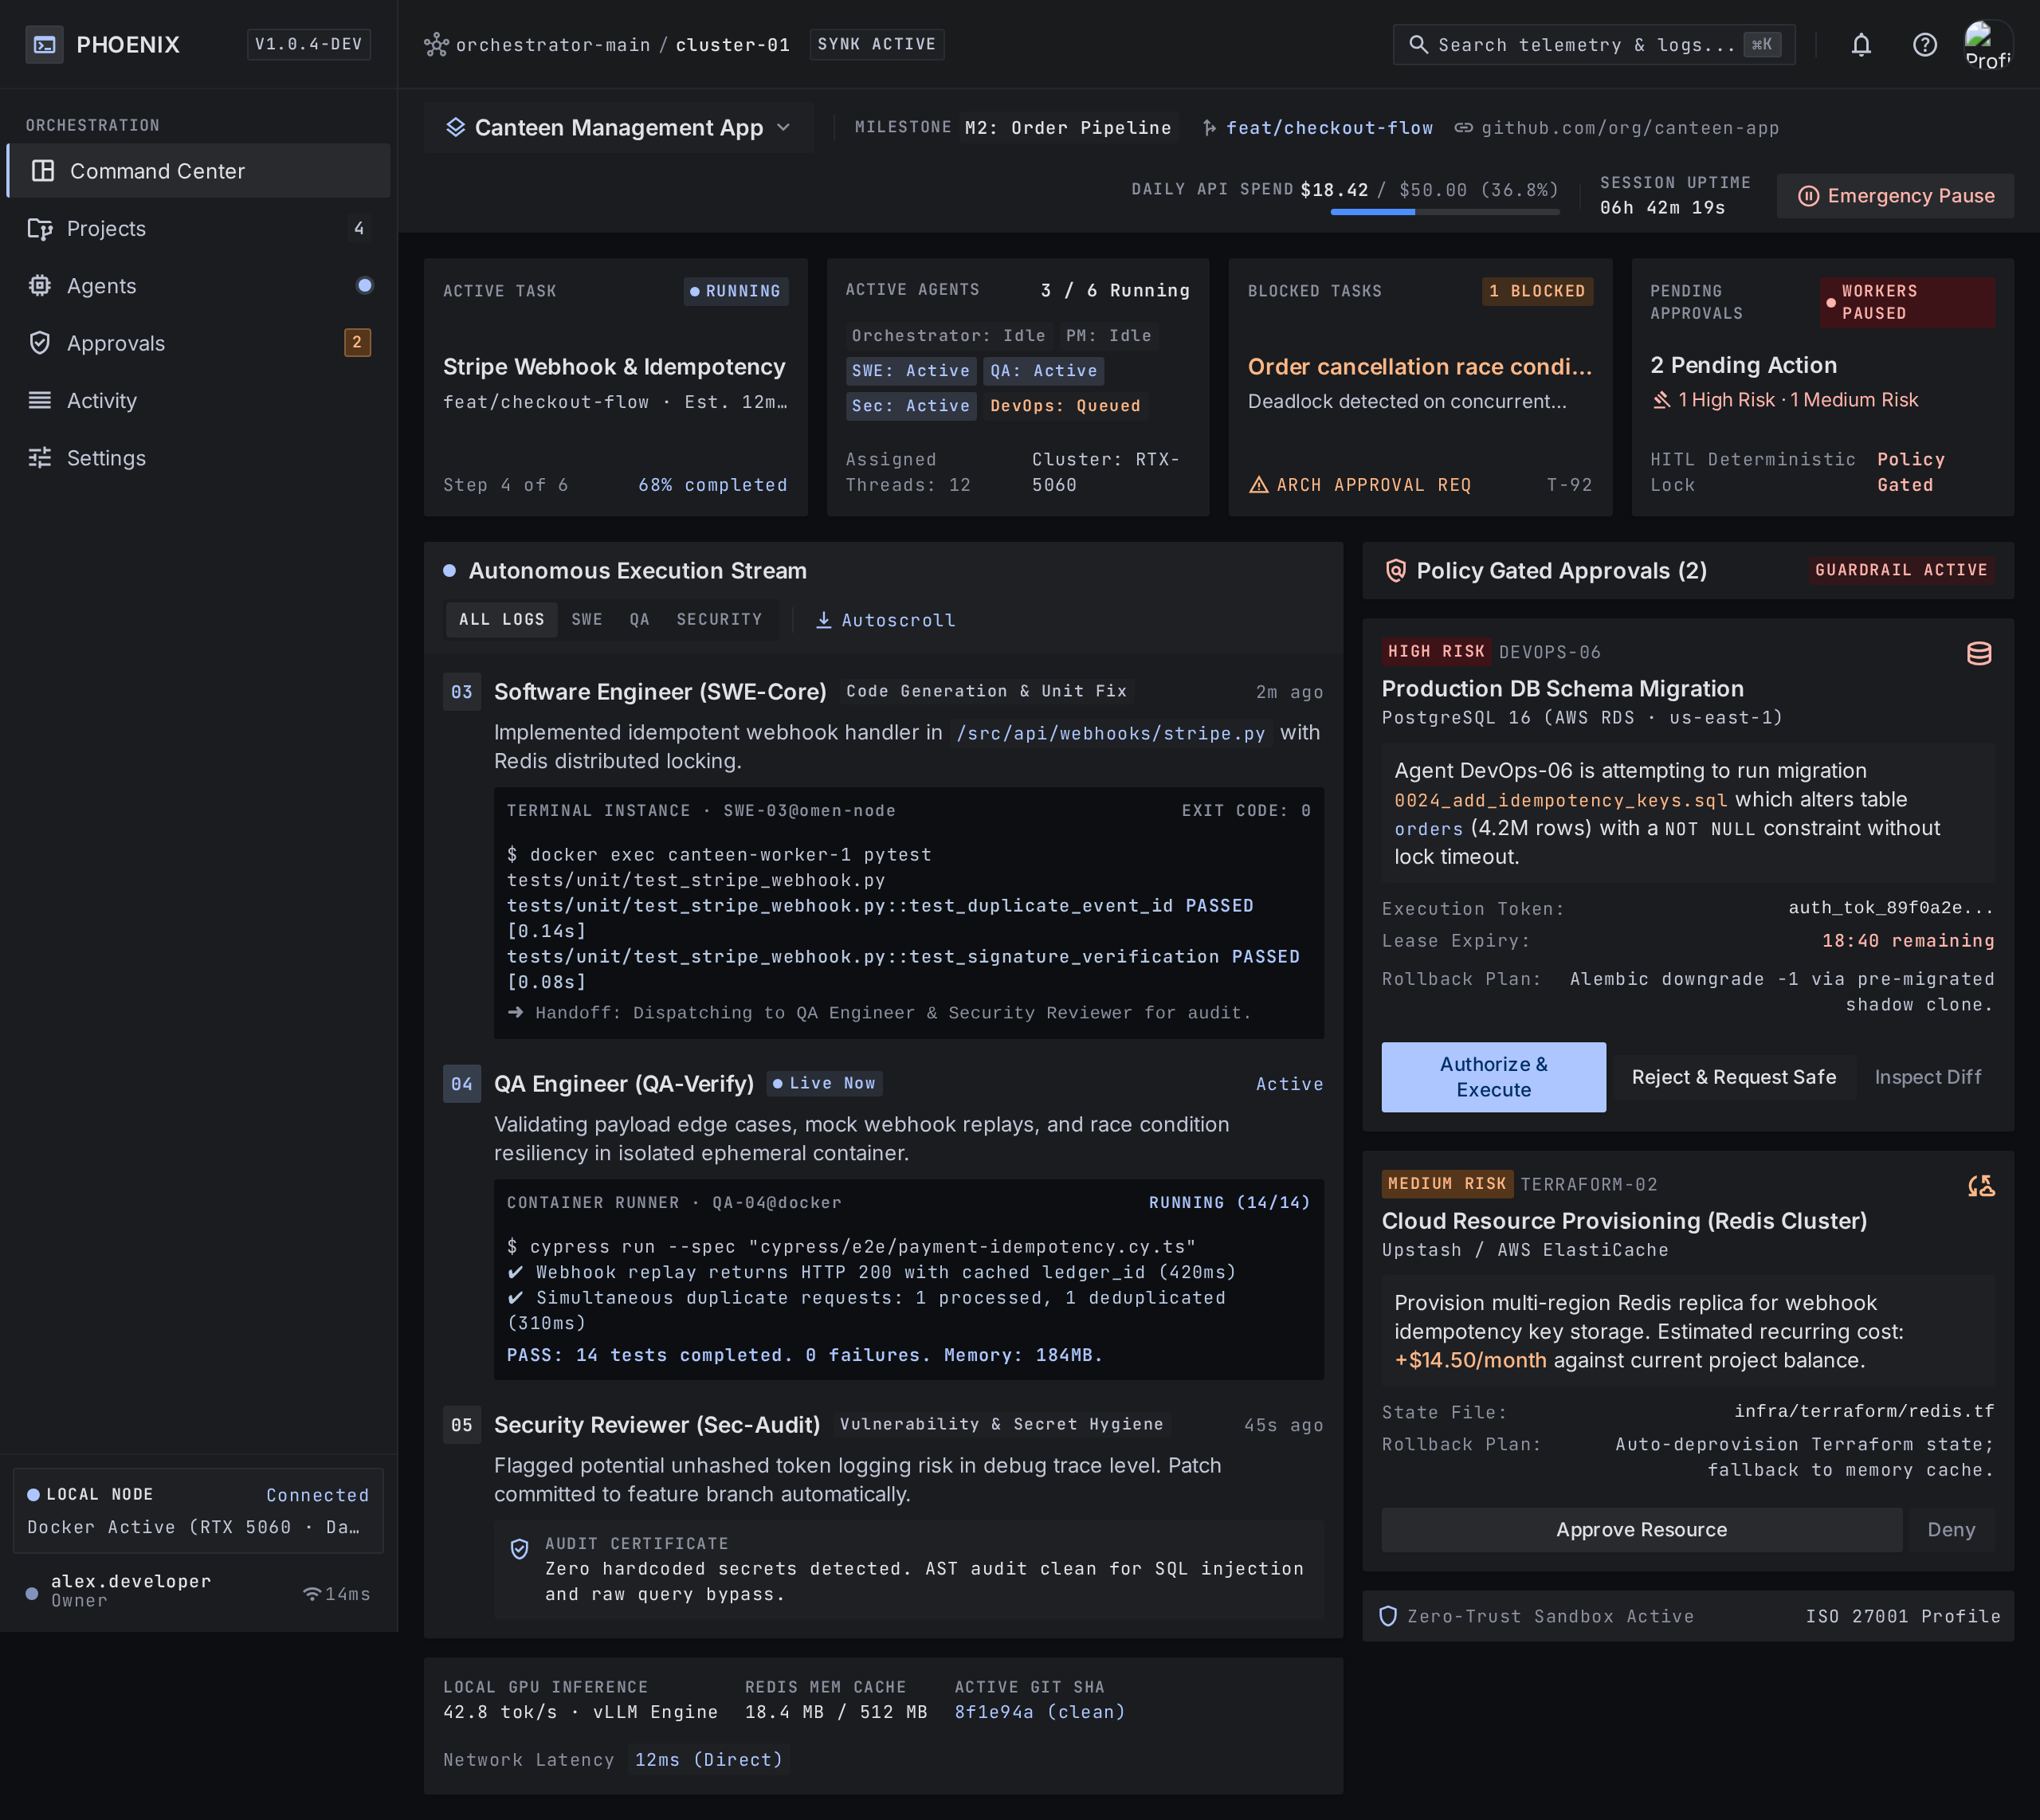 PHOENIX
V1.0.4-DEV
ORCHESTRATION
Command Center
Projects
4
Agents
Approvals
2
Activity
Settings
LOCAL NODE
Connected
Docker Active (RTX 5060 · Da…
alex.developer
Owner
14ms
orchestrator-main / cluster-01
SYNK ACTIVE
Search telemetry & logs...
⌘K
Profi
Canteen Management App
MILESTONE
M2: Order Pipeline
feat/checkout-flow
github.com/org/canteen-app
DAILY API SPEND $18.42 / $50.00 (36.8%)
SESSION UPTIME
06h 42m 19s
Emergency Pause
ACTIVE TASK
RUNNING
Stripe Webhook & Idempotency
feat/checkout-flow · Est. 12m…
Step 4 of 6
68% completed
ACTIVE AGENTS
3 / 6 Running
Orchestrator: Idle
PM: Idle
SWE: Active
QA: Active
Sec: Active
DevOps: Queued
Assigned
Threads: 12
Cluster: RTX-
5060
BLOCKED TASKS
1 BLOCKED
Order cancellation race condi…
Deadlock detected on concurrent…
ARCH APPROVAL REQ
T-92
PENDING
APPROVALS
WORKERS
PAUSED
2 Pending Action
1 High Risk · 1 Medium Risk
HITL Deterministic
Lock
Policy
Gated
Autonomous Execution Stream
ALL LOGS
SWE
QA
SECURITY
Autoscroll
03
Software Engineer (SWE-Core)
Code Generation & Unit Fix
2m ago
Implemented idempotent webhook handler in /src/api/webhooks/stripe.py with
Redis distributed locking.
TERMINAL INSTANCE · SWE-03@omen-node
EXIT CODE: 0
$ docker exec canteen-worker-1 pytest
tests/unit/test_stripe_webhook.py
tests/unit/test_stripe_webhook.py::test_duplicate_event_id PASSED
[0.14s]
tests/unit/test_stripe_webhook.py::test_signature_verification PASSED
[0.08s]
➜ Handoff: Dispatching to QA Engineer & Security Reviewer for audit.
04
QA Engineer (QA-Verify)
Live Now
Active
Validating payload edge cases, mock webhook replays, and race condition
resiliency in isolated ephemeral container.
CONTAINER RUNNER · QA-04@docker
RUNNING (14/14)
$ cypress run --spec "cypress/e2e/payment-idempotency.cy.ts"
✔ Webhook replay returns HTTP 200 with cached ledger_id (420ms)
✔ Simultaneous duplicate requests: 1 processed, 1 deduplicated
(310ms)
PASS: 14 tests completed. 0 failures. Memory: 184MB.
05
Security Reviewer (Sec-Audit)
Vulnerability & Secret Hygiene
45s ago
Flagged potential unhashed token logging risk in debug trace level. Patch
committed to feature branch automatically.
AUDIT CERTIFICATE
Zero hardcoded secrets detected. AST audit clean for SQL injection
and raw query bypass.
LOCAL GPU INFERENCE
42.8 tok/s · vLLM Engine
REDIS MEM CACHE
18.4 MB / 512 MB
ACTIVE GIT SHA
8f1e94a (clean)
Network Latency
12ms (Direct)
Policy Gated Approvals (2)
GUARDRAIL ACTIVE
HIGH RISK
DEVOPS-06
Production DB Schema Migration
PostgreSQL 16 (AWS RDS · us-east-1)
Agent DevOps-06 is attempting to run migration
0024_add_idempotency_keys.sql which alters table
orders (4.2M rows) with a NOT NULL constraint without
lock timeout.
Execution Token:
auth_tok_89f0a2e...
Lease Expiry:
18:40 remaining
Rollback Plan:
Alembic downgrade -1 via pre-migrated
shadow clone.
Authorize &
Execute
Reject & Request Safe
Inspect Diff
MEDIUM RISK
TERRAFORM-02
Cloud Resource Provisioning (Redis Cluster)
Upstash / AWS ElastiCache
Provision multi-region Redis replica for webhook
idempotency key storage. Estimated recurring cost:
+$14.50/month against current project balance.
State File:
infra/terraform/redis.tf
Rollback Plan:
Auto-deprovision Terraform state;
fallback to memory cache.
Approve Resource
Deny
Zero-Trust Sandbox Active
ISO 27001 Profile